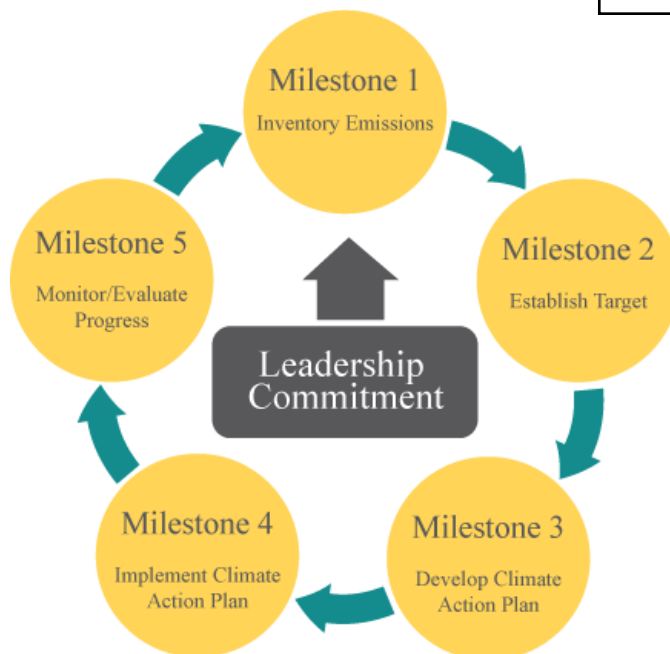 Milestone 1
Inventory Emissions
Milestone 2
Establish Target
Milestone 3
Develop Climate
Action Plan
Milestone 4
Implement Climate
Action Plan
Milestone 5
Monitor/Evaluate
Progress
Leadership
Commitment